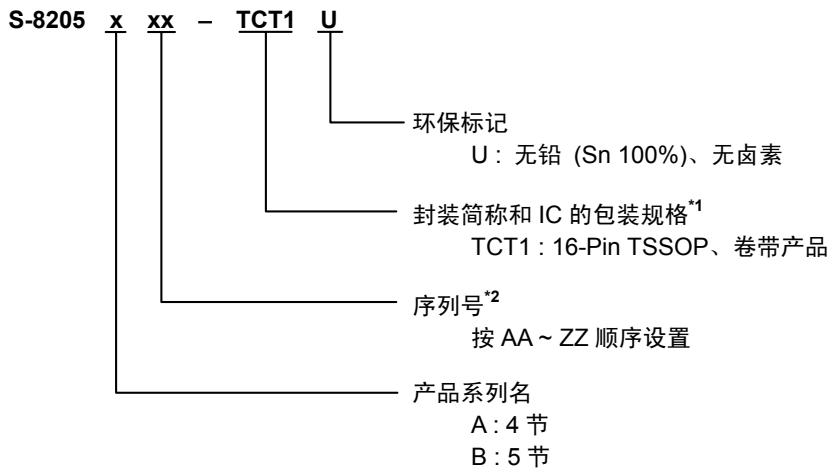 S-8205 x xx – TCT1 U
环保标记
U : 无铅 (Sn 100%)、无卤素
封装简称和 IC 的包装规格*1
TCT1 : 16-Pin TSSOP、卷带产品
序列号*2
按 AA ~ ZZ 顺序设置
产品系列名
A : 4 节
B : 5 节